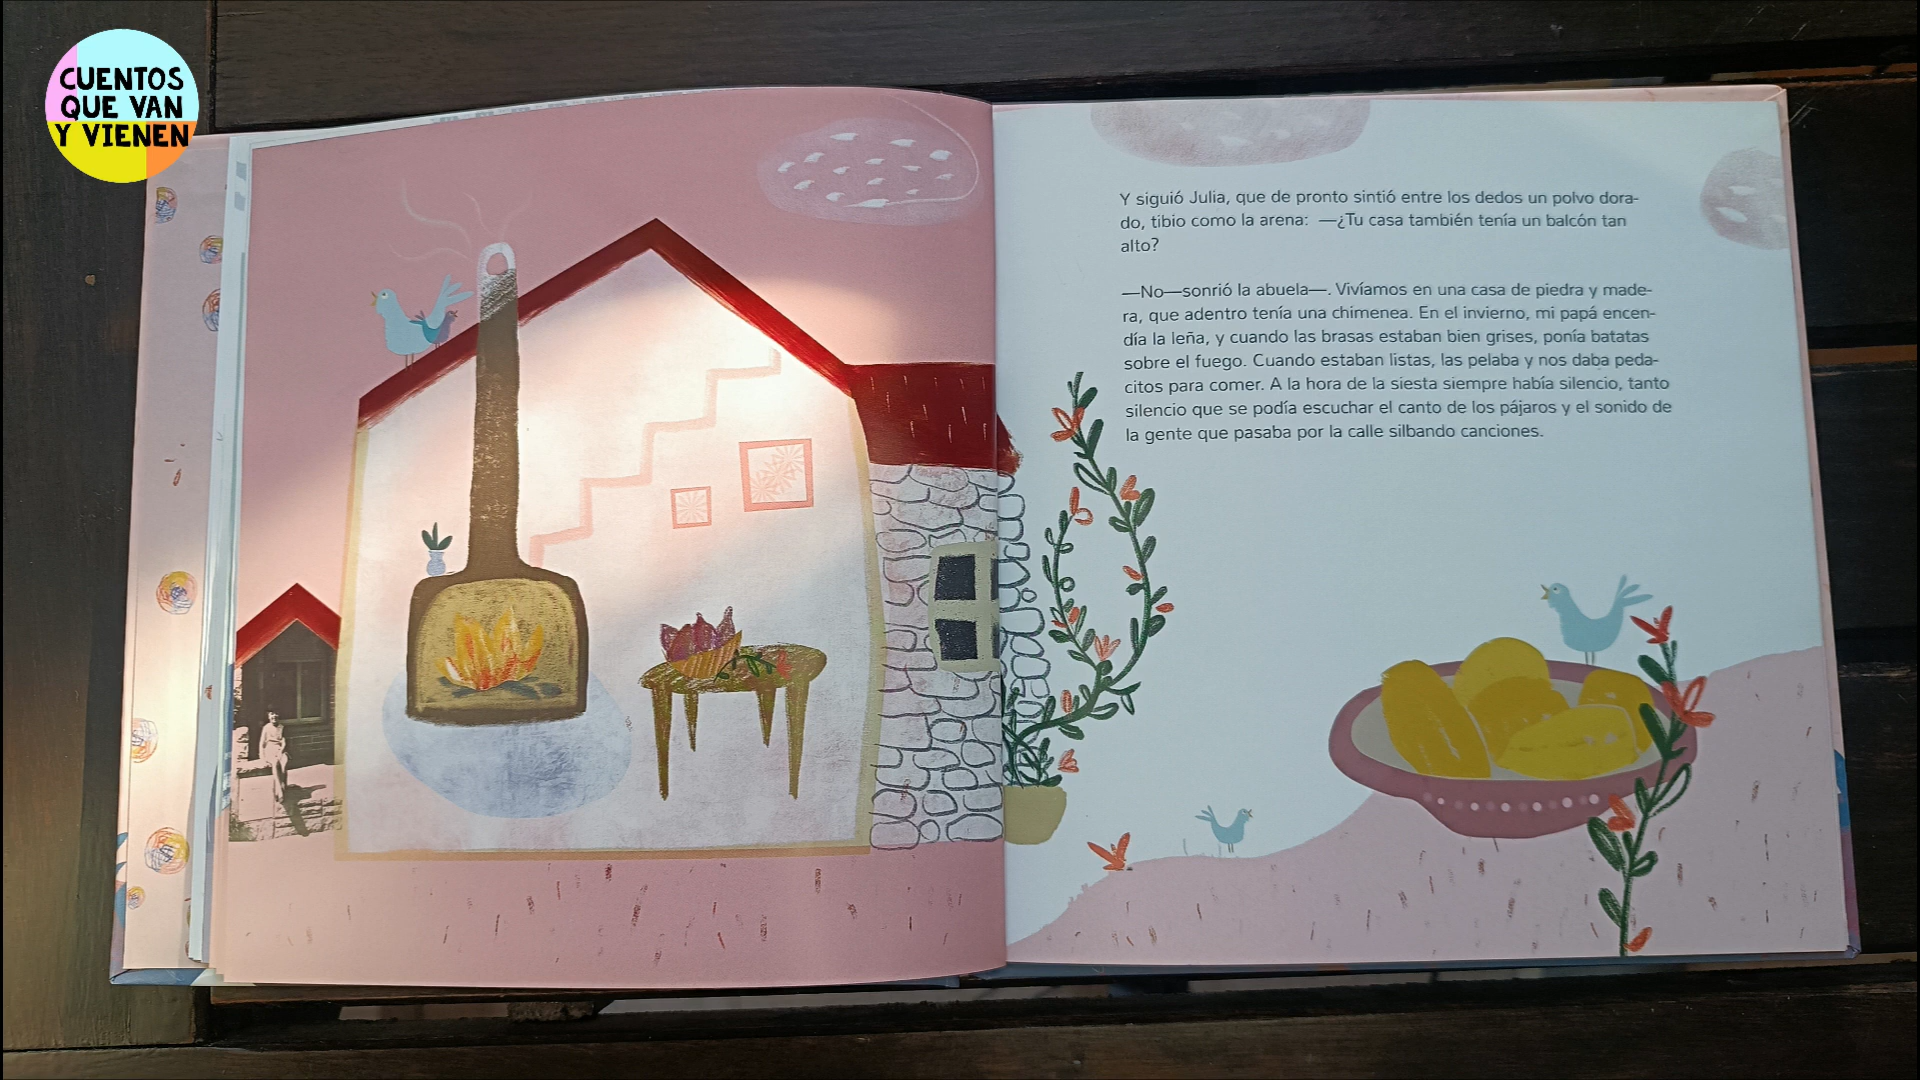 CUENTOS
QUE VAN
Y VIENEN
Y siguió Julia, que de pronto sintió entre los dedos un polvo dora-
do, tibio como la arena: —¿Tu casa también tenía un balcón tan
alto?
—No—sonrió la abuela—. Vivíamos en una casa de piedra y made-
ra, que adentro tenía una chimenea. En el invierno, mi papá encen-
día la leña, y cuando las brasas estaban bien grises, ponía batatas
sobre el fuego. Cuando estaban listas, las pelaba y nos daba peda-
citos para comer. A la hora de la siesta siempre había silencio, tanto
silencio que se podía escuchar el canto de los pájaros y el sonido de
la gente que pasaba por la calle silbando canciones.